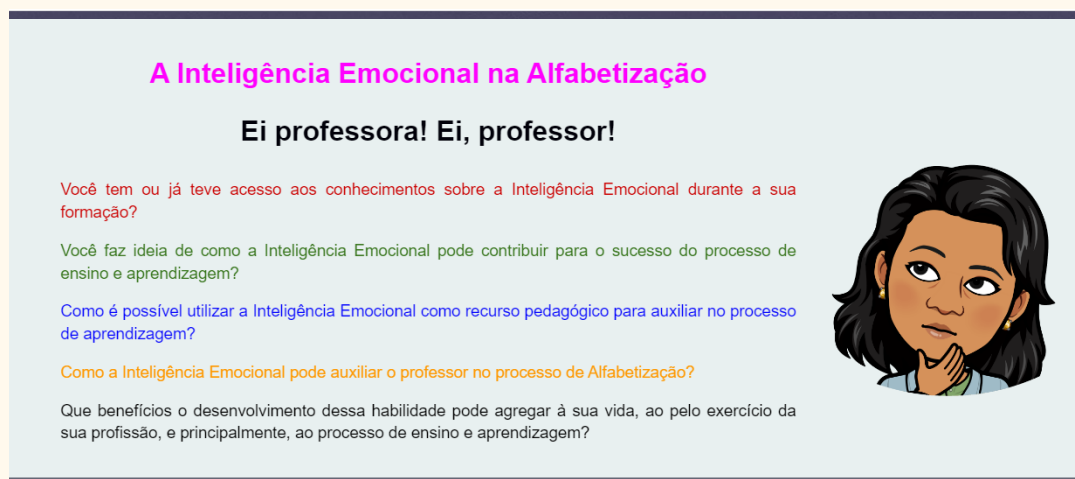 A Inteligência Emocional na Alfabetização
Ei professora! Ei, professor!
Você tem ou já teve acesso aos conhecimentos sobre a Inteligência Emocional durante a sua
formação?
Você faz ideia de como a Inteligência Emocional pode contribuir para o sucesso do processo de
ensino e aprendizagem?
Como é possível utilizar a Inteligência Emocional como recurso pedagógico para auxiliar no processo
de aprendizagem?
Como a Inteligência Emocional pode auxiliar o professor no processo de Alfabetização?
Que benefícios o desenvolvimento dessa habilidade pode agregar à sua vida, ao pelo exercício da
sua profissão, e principalmente, ao processo de ensino e aprendizagem?